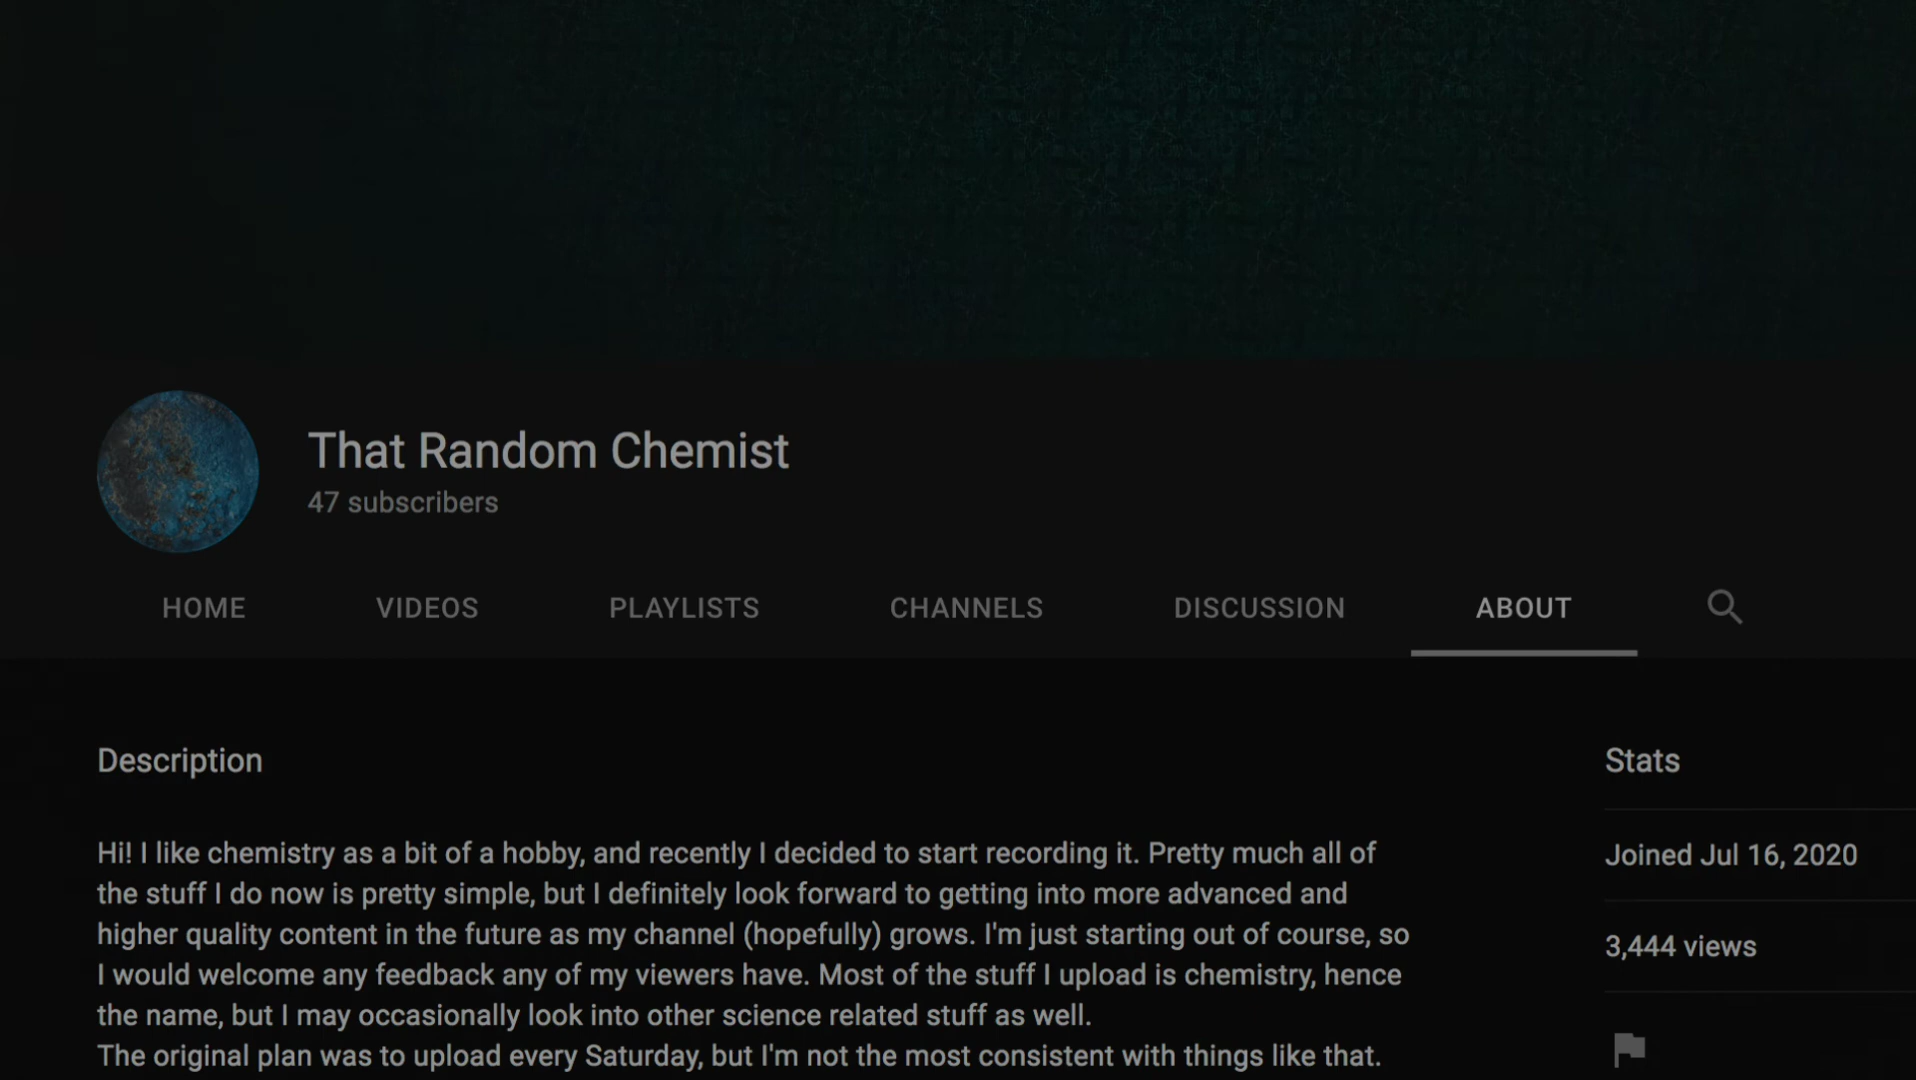 That Random Chemist
47 subscribers
HOME VIDEOS PLAYLISTS CHANNELS DISCUSSION ABOUT
Description
Hi! I like chemistry as a bit of a hobby, and recently I decided to start recording it. Pretty much all of
the stuff I do now is pretty simple, but I definitely look forward to getting into more advanced and
higher quality content in the future as my channel (hopefully) grows. I'm just starting out of course, so
I would welcome any feedback any of my viewers have. Most of the stuff I upload is chemistry, hence
the name, but I may occasionally look into other science related stuff as well.
The original plan was to upload every Saturday, but I'm not the most consistent with things like that.
Stats
Joined Jul 16, 2020
3,444 views